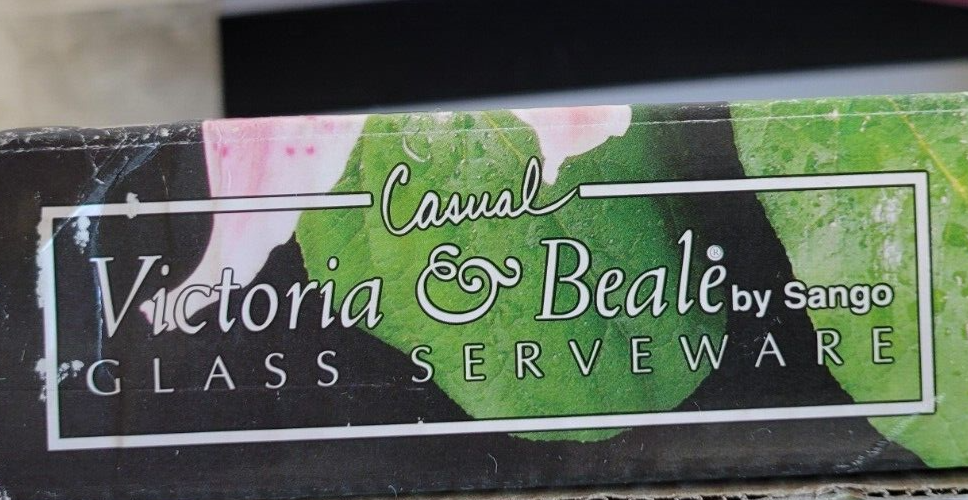 Casual
Victoria & Beale® by Sango
GLASS SERVEWARE